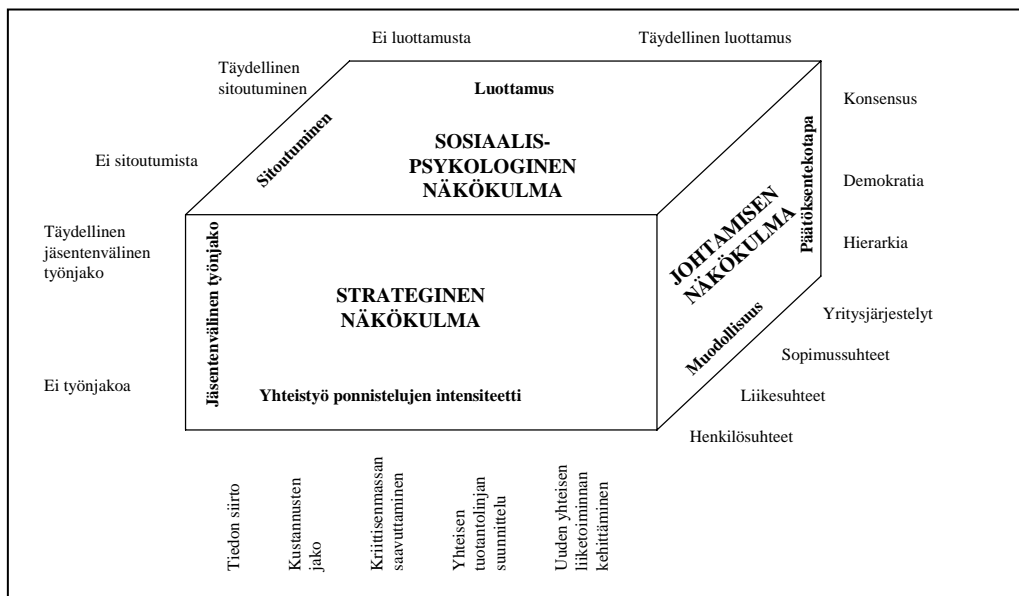 Ei luottamusta
Täydellinen luottamus
Täydellinen
sitoutuminen
Luottamus
Konsensus
Sitoutuminen
SOSIAALIS-
PSYKOLOGINEN
NÄKÖKULMA
Päätöksentekotapa
Ei sitoutumista
Demokratia
Täydellinen
jäsentenvälinen
työnjako
Jäsentenvälinen työnjako
JOHTAMISEN
NÄKÖKULMA
Hierarkia
STRATEGINEN
NÄKÖKULMA
Muodollisuus
Yritysjärjestelyt
Sopimussuhteet
Ei työnjakoa
Yhteistyö ponnistelujen intensiteetti
Liikesuhteet
Henkilösuhteet
Tiedon siirto
Kustannusten
jako
Kriittisenmassan
saavuttaminen
Yhteisen
tuotantolinjan
suunnittelu
Uuden yhteisen
liiketoiminnan
kehittäminen